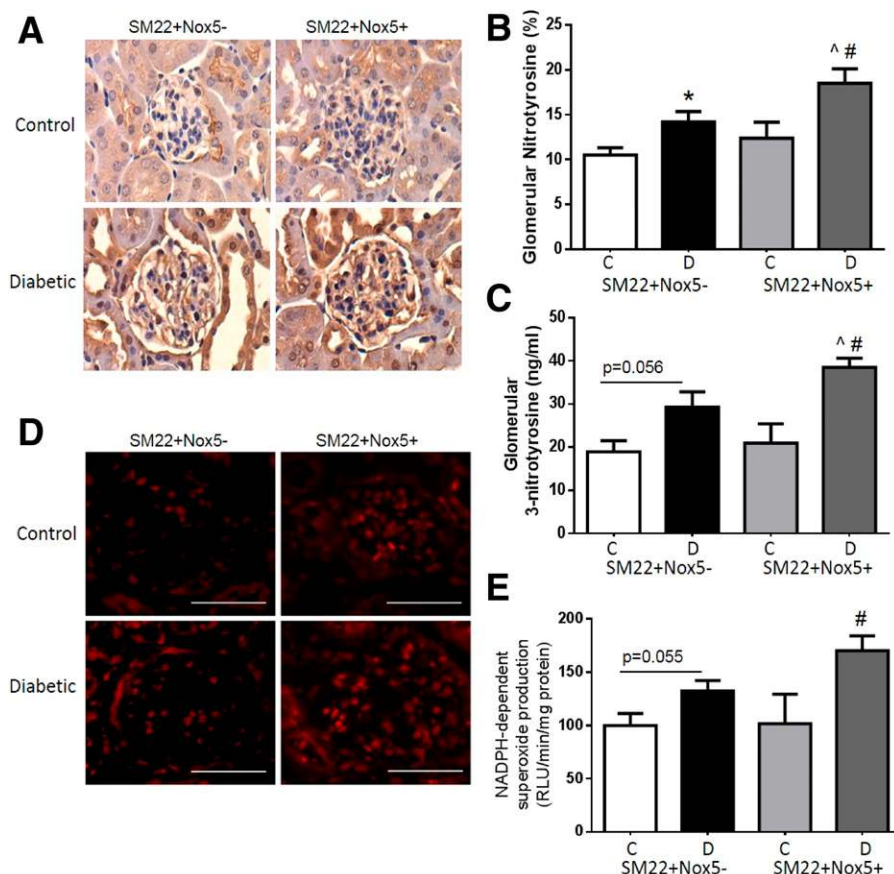 A
SM22+Nox5-
SM22+Nox5+
Control
Diabetic
B
Glomerular Nitrotyrosine (%)
25
20
15
10
5
0
*
^ #
C
D
C
D
SM22+Nox5-
SM22+Nox5+
C
Glomerular
3-nitrotyrosine (ng/ml)
50
40
30
20
10
0
p=0.056
^ #
C
D
C
D
SM22+Nox5-
SM22+Nox5+
D
SM22+Nox5-
SM22+Nox5+
Control
Diabetic
E
NADPH-dependent
superoxide production
(RLU/min/mg protein)
200
150
100
50
0
p=0.055
#
C
D
C
D
SM22+Nox5-
SM22+Nox5+